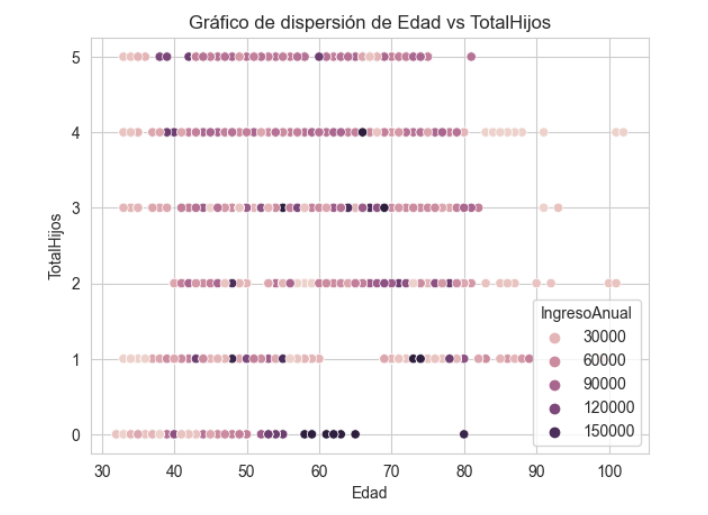 Gráfico de dispersión de Edad vs TotalHijos
5
4
3
2
1
0
TotalHijos
30 40 50 60 70 80 90 100
Edad
IngresoAnual
30000
60000
90000
120000
150000